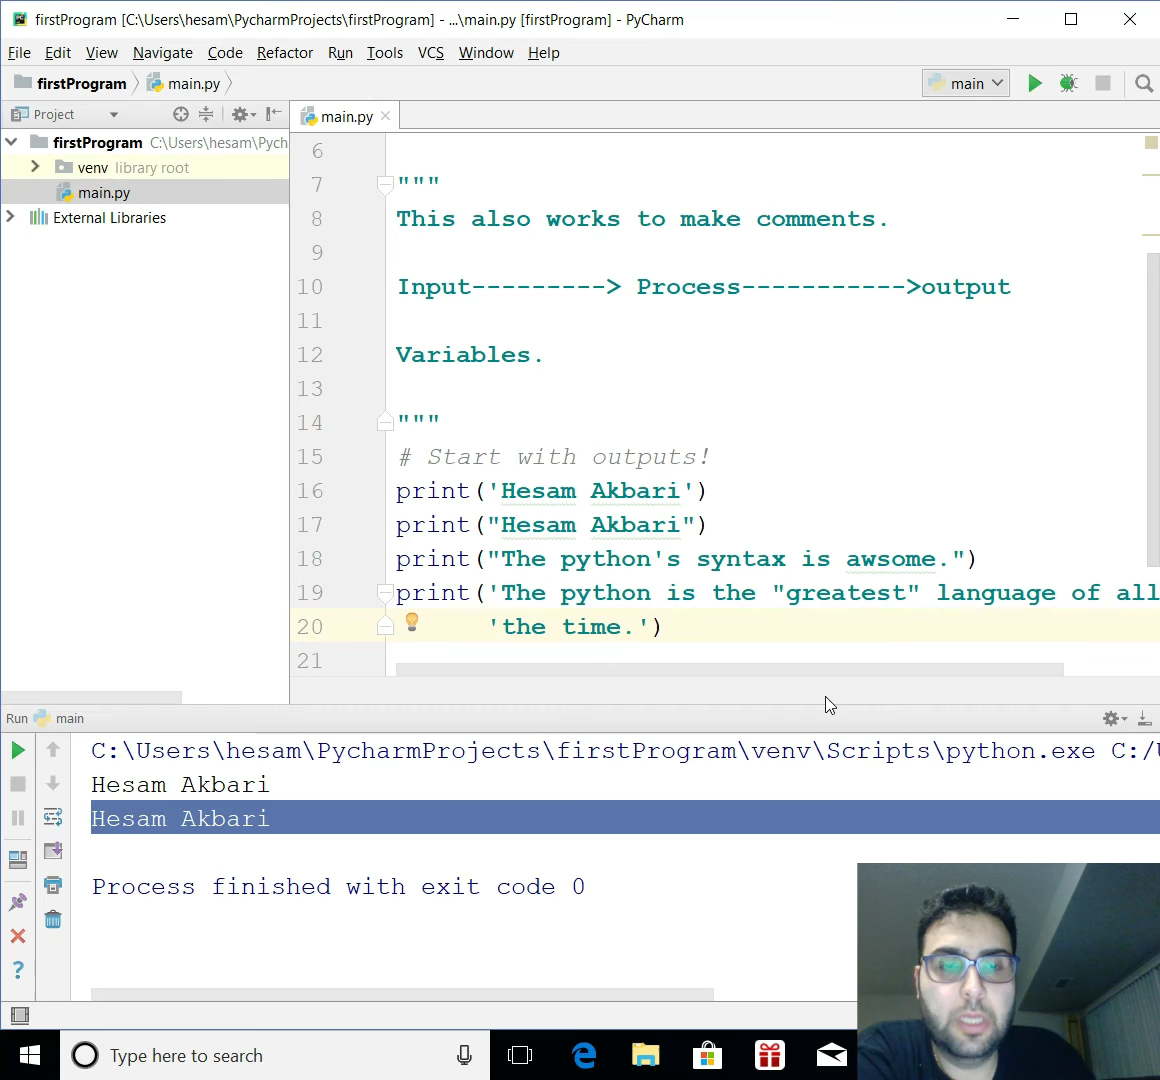 firstProgram [C:\Users\hesam\PycharmProjects\firstProgram] - ...\main.py [firstProgram] - PyCharm
File Edit View Navigate Code Refactor Run Tools VCS Window Help
firstProgram main.py main
Project main.py
firstProgram C:\Users\hesam\Pych
venv library root
main.py
External Libraries
6
7 """
8 This also works to make comments.
9
10 Input---------> Process----------->output
11
12 Variables.
13
14 """
15 # Start with outputs!
16 print('Hesam Akbari')
17 print("Hesam Akbari")
18 print("The python's syntax is awsome.")
19 print('The python is the "greatest" language of all
20 'the time.')
21
Run main
C:\Users\hesam\PycharmProjects\firstProgram\venv\Scripts\python.exe C:/
Hesam Akbari
Hesam Akbari
Process finished with exit code 0
Type here to search